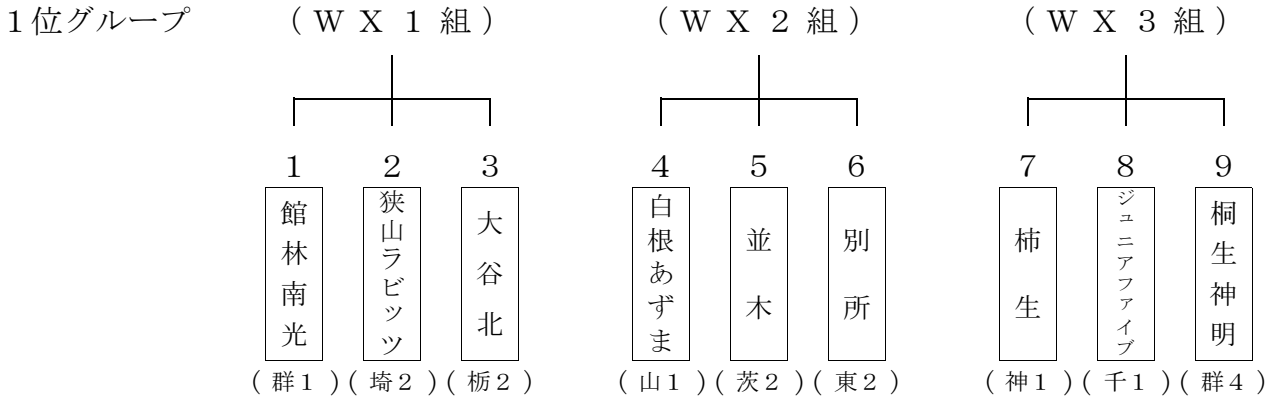 1位グループ (WX1組) (WX2組) (WX3組)
1 2 3 4 5 6 7 8 9
館林南光
狭山ラビッツ
大谷北
白根あずま
並木
別所
柿生
ジュニアファイブ
桐生神明
(群1)(埼2)(栃2) (山1)(茨2)(東2) (神1)(千1)(群4)